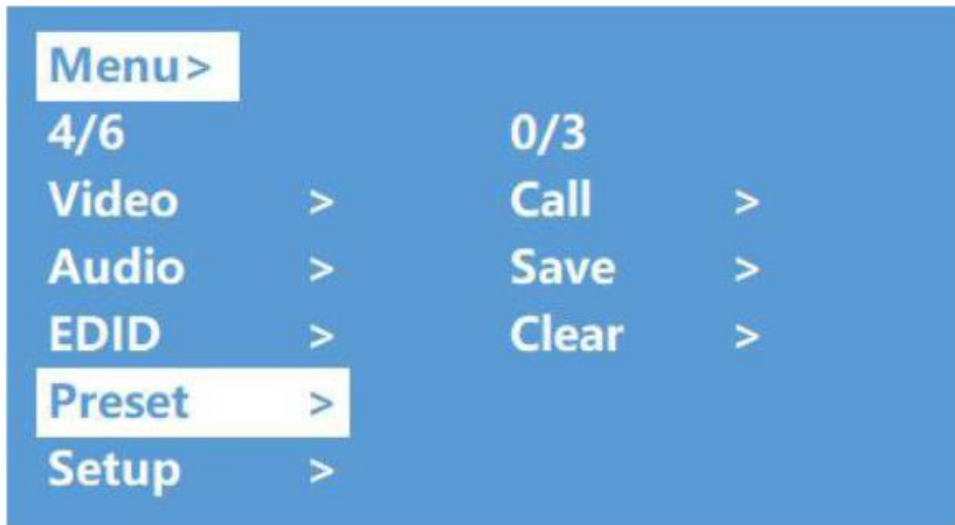 Menu>
4/6 0/3
Video > Call >
Audio > Save >
EDID > Clear >
Preset >
Setup >